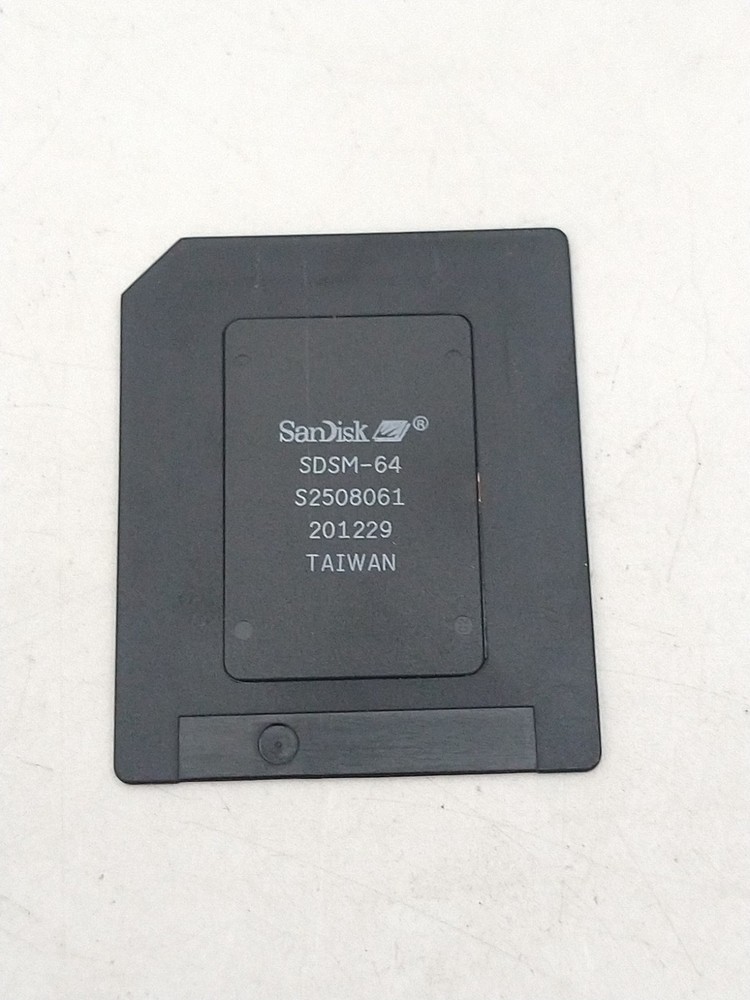 SanDisk ®
SDSM-64
S2508061
201229
TAIWAN